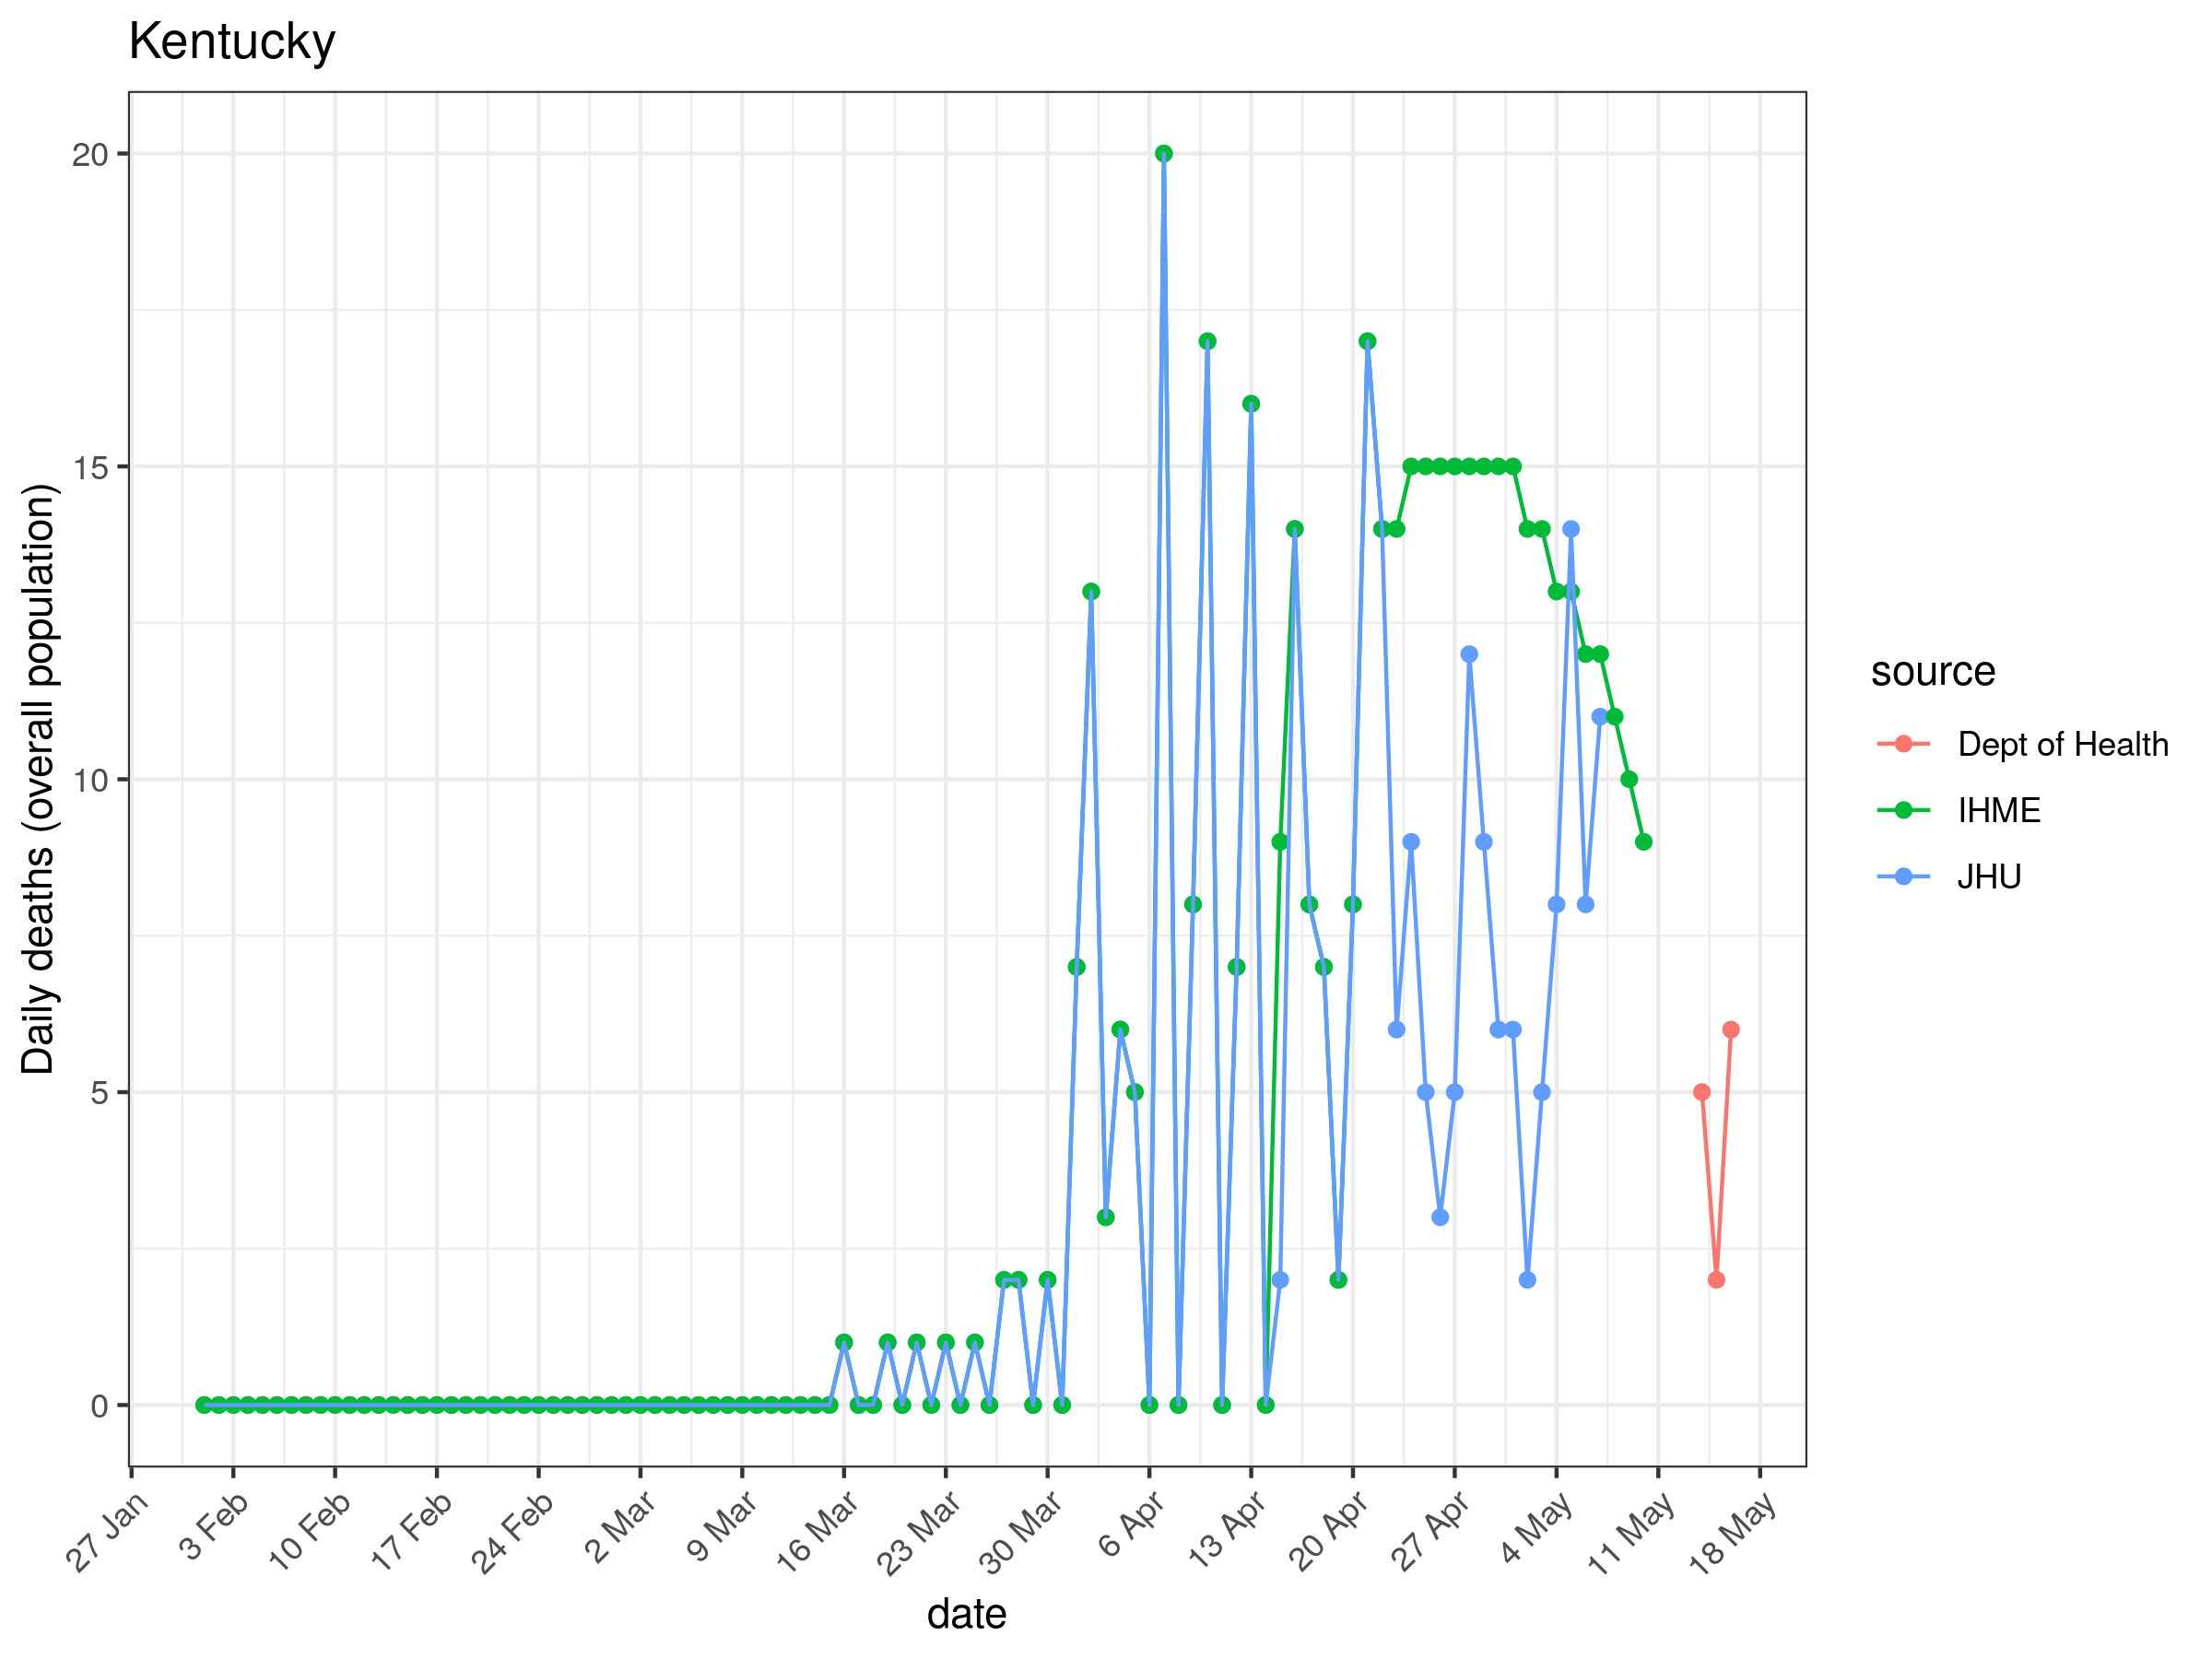 Kentucky
Daily deaths (overall population)
20
15
10
5
0
27 Jan
3 Feb
10 Feb
17 Feb
24 Feb
2 Mar
9 Mar
16 Mar
23 Mar
30 Mar
6 Apr
13 Apr
20 Apr
27 Apr
4 May
11 May
18 May
date
source
Dept of Health
IHME
JHU